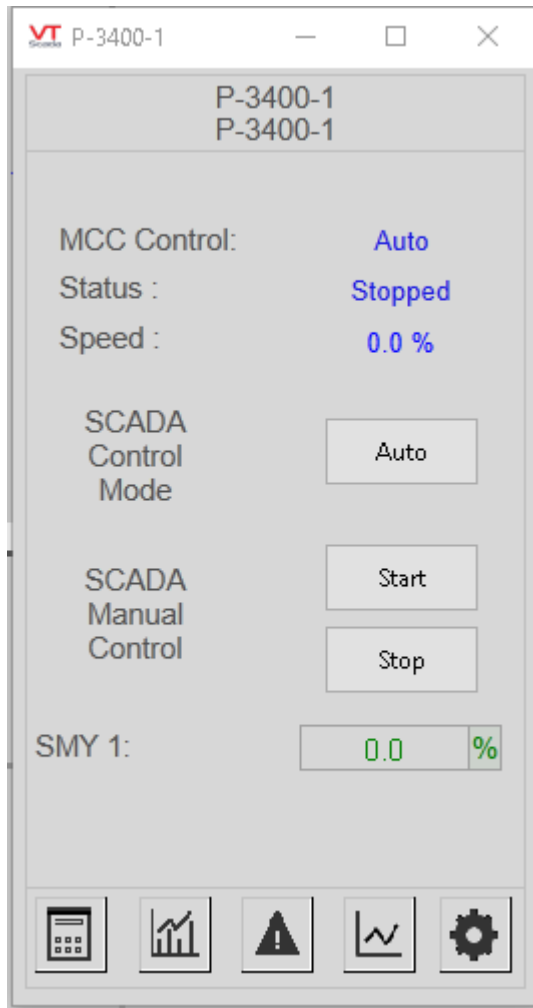 VT
Scada
P-3400-1
P-3400-1
P-3400-1
MCC Control: Auto
Status : Stopped
Speed : 0.0 %
SCADA
Control
Mode
Auto
SCADA
Manual
Control
Start
Stop
SMY 1: 0.0 %